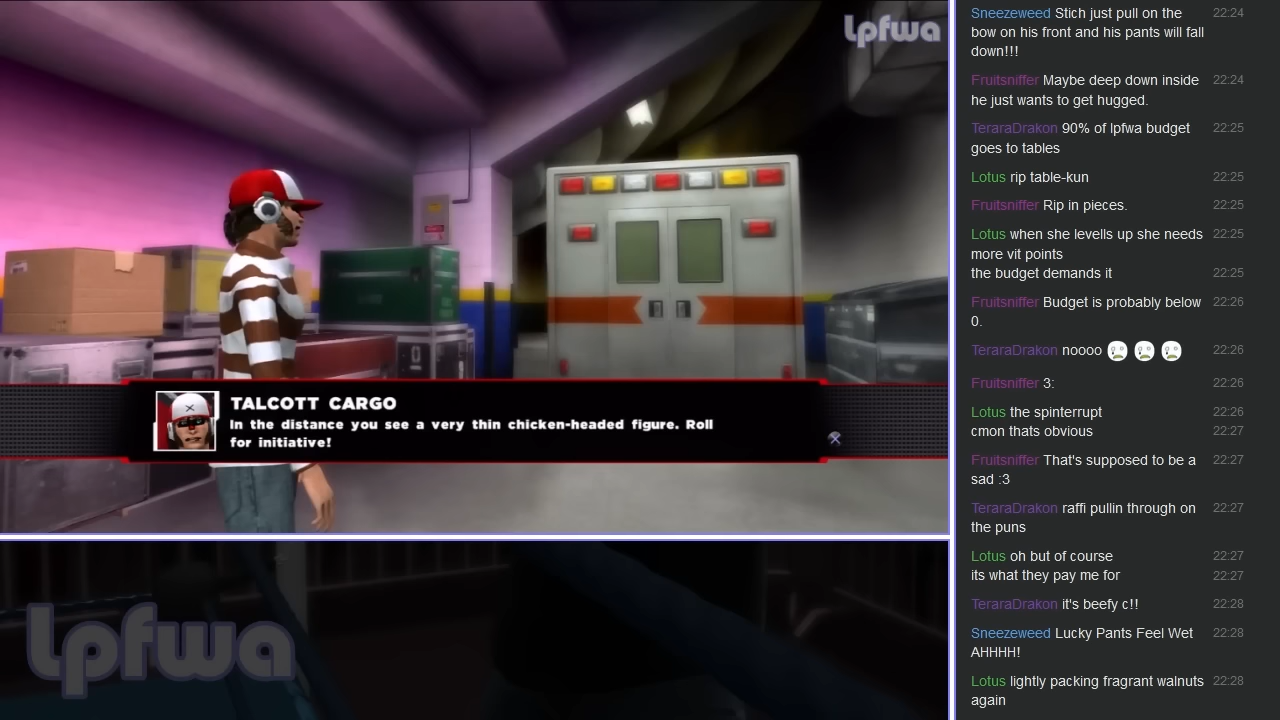 Lpfwa
TALCOTT CARGO
In the distance you see a very thin chicken-headed figure. Roll
for initiative!
Lpfwa
Sneezeweed Stich just pull on the 22:24
bow on his front and his pants will fall
down!!!
Fruitsniffer Maybe deep down inside 22:24
he just wants to get hugged.
TeraraDrakon 90% of lpfwa budget 22:25
goes to tables
Lotus rip table-kun 22:25
Fruitsniffer Rip in pieces. 22:25
Lotus when she levells up she needs 22:25
more vit points
the budget demands it 22:25
Fruitsniffer Budget is probably below 22:26
0.
TeraraDrakon noooo 22:26
Fruitsniffer 3: 22:26
Lotus the spinterrupt 22:26
cmon thats obvious 22:27
Fruitsniffer That's supposed to be a 22:27
sad :3
TeraraDrakon raffi pullin through on 22:27
the puns
Lotus oh but of course 22:27
its what they pay me for 22:27
TeraraDrakon it's beefy c!! 22:28
Sneezeweed Lucky Pants Feel Wet 22:28
AHHHH!
Lotus lightly packing fragrant walnuts 22:28
again